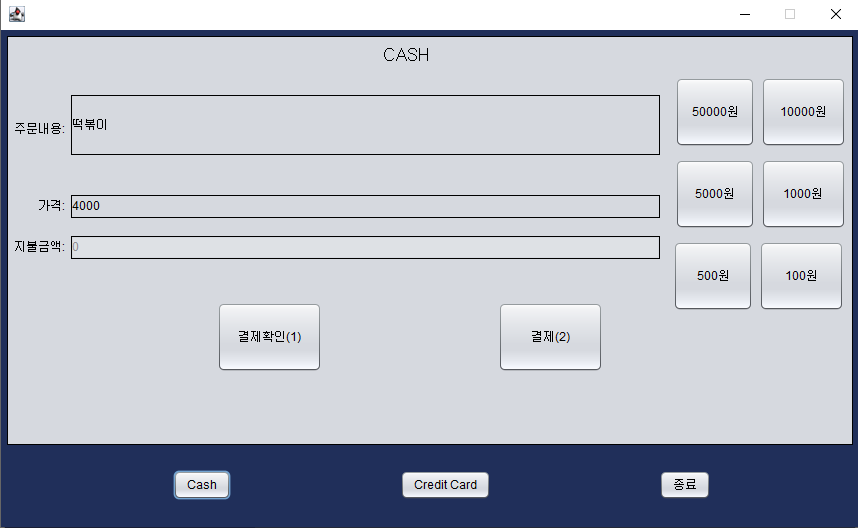 CASH
주문내용:
떡볶이
가격:
4000
지불금액:
0
50000원
10000원
5000원
1000원
500원
100원
결제확인(1)
결제(2)
Cash
Credit Card
종료